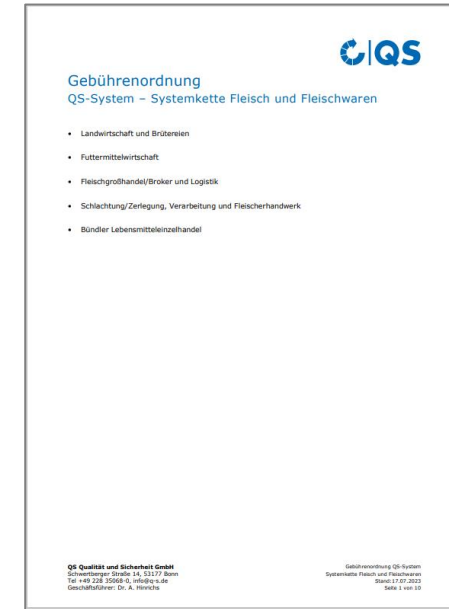 QS
Gebührenordnung
QS-System – Systemkette Fleisch und Fleischwaren
• Landwirtschaft und Brütereien
• Futtermittelwirtschaft
• Fleischgroßhandel/Broker und Logistik
• Schlachtung/Zerlegung, Verarbeitung und Fleischerhandwerk
• Bündler Lebensmitteleinzelhandel
QS Qualität und Sicherheit GmbH
Schwertberger Straße 14, 53177 Bonn
Tel +49 228 35068-0, info@q-s.de
Geschäftsführer: Dr. A. Hinrichs
Gebührenordnung QS-System
Systemkette Fleisch und Fleischwaren
Stand: 17.07.2023
Seite 1 von 10